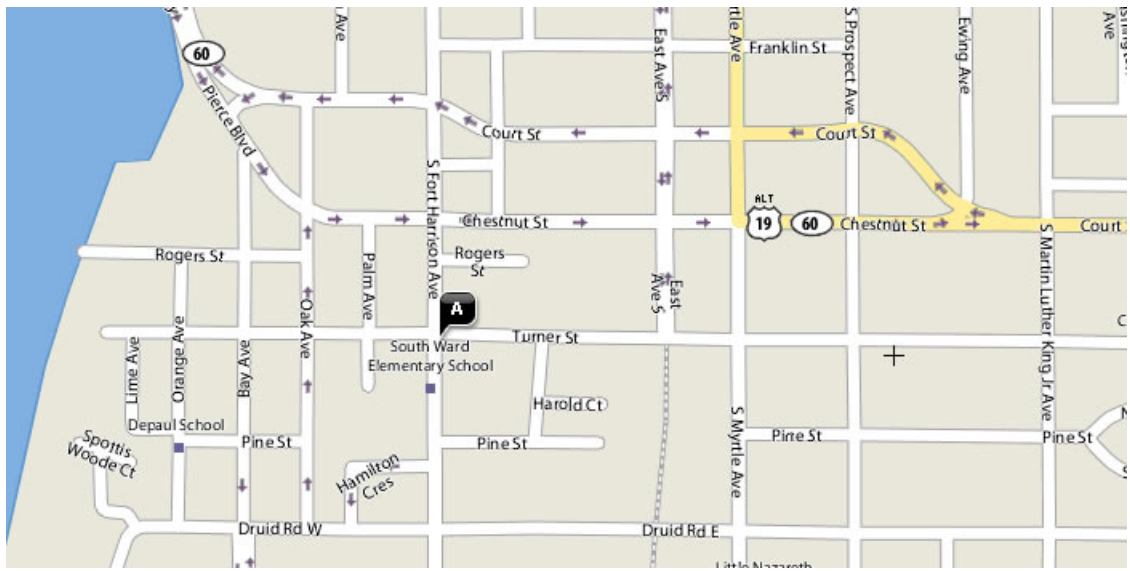 60
Pierce Blvd
Ave
East Ave S
Franklin St
S Prospect Ave
Ewing Ave
Ave
Court St
Court St
S Fort Harrison Ave
Chestnut St
ALT
19
60
Chestnut St
Court
Rogers St
Rogers
St
Palm Ave
East
Ave S
A
S Martin Luther King Jr Ave
Oak Ave
Turner St
South Ward
Elementary School
Lime Ave
Orange Ave
Bay Ave
Harold Ct
Depaul School
Pine St
Pine St
S Myrtle Ave
Pine St
Pine St
Spottis
Woode Ct
Hamilton
Cres
Druid Rd W
Druid Rd E
Little Nazareth